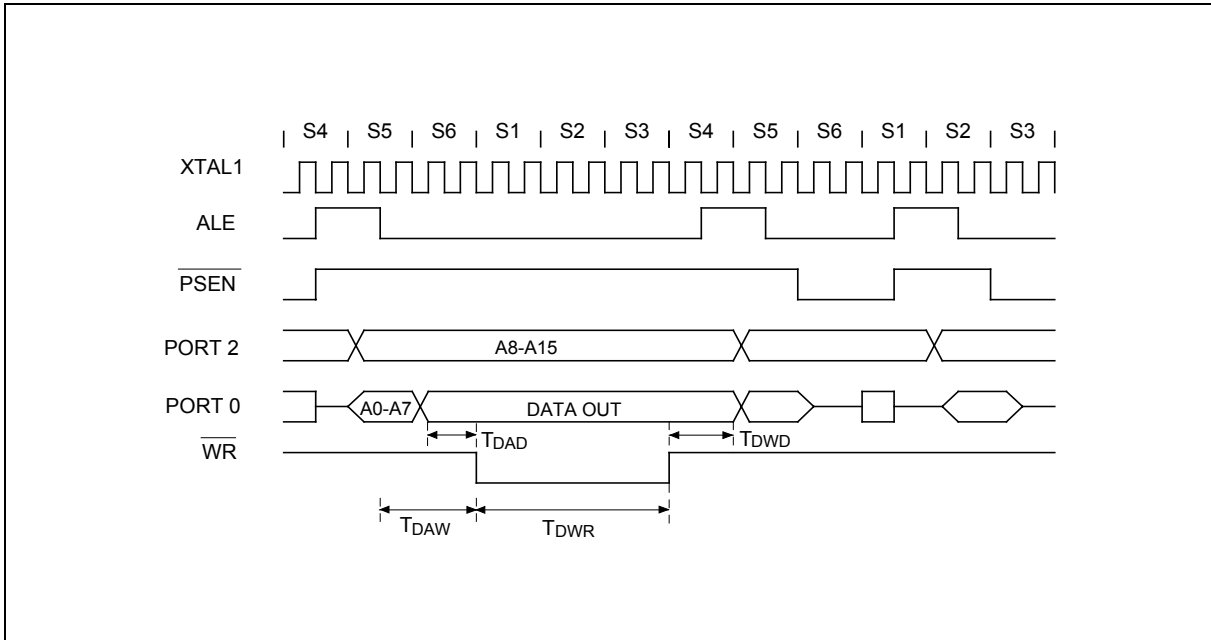 S4 S5 S6 S1 S2 S3 S4 S5 S6 S1 S2 S3
XTAL1
ALE
PSEN
PORT 2 A8-A15
PORT 0 A0-A7 DATA OUT
TDAD TDWD
WR
TDAW TDWR